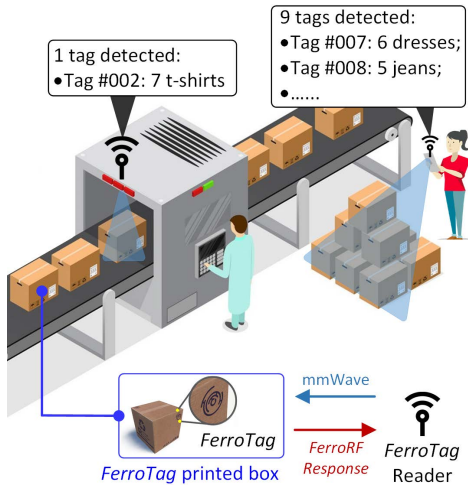 1 tag detected:
•Tag #002: 7 t-shirts
9 tags detected:
•Tag #007: 6 dresses;
•Tag #008: 5 jeans;
•......
FerroTag
FerroTag printed box
mmWave
FerroRF
Response
FerroTag
Reader